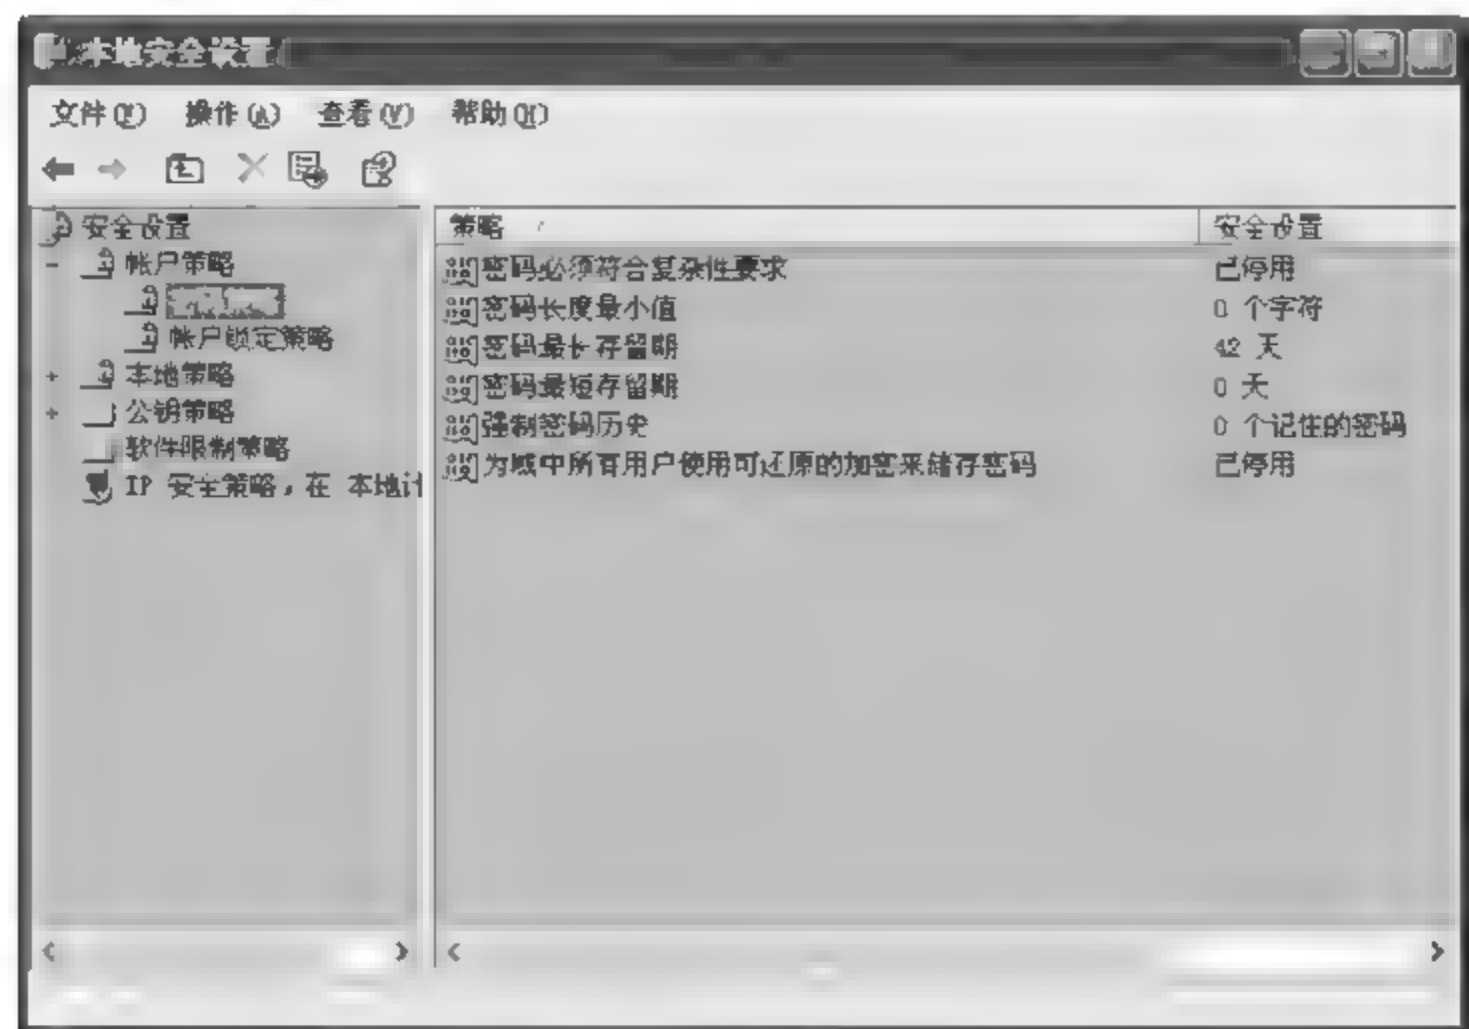 本地安全设置
文件(F) 操作(A) 查看(V) 帮助(H)
安全设置
帐户策略
帐户锁定策略
本地策略
公钥策略
软件限制策略
IP 安全策略，在 本地计
策略 安全设置
密码必须符合复杂性要求 已停用
密码长度最小值 0 个字符
密码最长存留期 42 天
密码最短存留期 0 天
强制密码历史 0 个记住的密码
为域中所有用户使用可还原的加密来储存密码 已停用